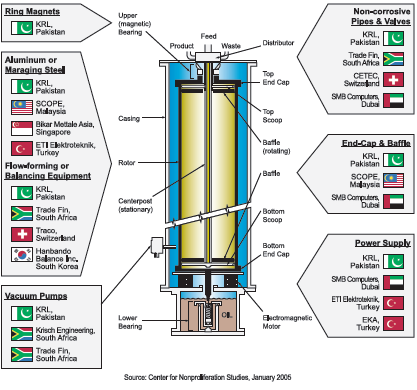 Ring Magnets
KRL,
Pakistan
Aluminum or
Maraging Steel
KRL,
Pakistan
SCOPE,
Malaysia
Bikar Mettale Asia,
Singapore
ETI Elektroteknik,
Turkey
Flow-forming or
Balancing Equipment
KRL,
Pakistan
Trade Fin,
South Africa
Traco,
Switzerland
Hanbando
Balance Inc.
South Korea
Vacuum Pumps
KRL,
Pakistan
Krisch Engineering,
South Africa
Trade Fin,
South Africa
Upper
(magnetic)
Bearing
Feed
Product
Waste
Distributor
Top
End Cap
Casing
Top
Scoop
Baffle
(rotating)
Rotor
Baffle
Centerpost
(stationary)
Bottom
Scoop
Bottom
End Cap
Lower
Bearing
OIL
Electromagnetic
Motor
Non-corrosive
Pipes & Valves
KRL,
Pakistan
Trade Fin,
South Africa
CETEC,
Switzerland
SMB Computers,
Dubai
End-Cap & Baffle
KRL,
Pakistan
SCOPE,
Malaysia
SMB Computers,
Dubai
Power Supply
KRL,
Pakistan
SMB Computers,
Dubai
ETI Elektroteknik,
Turkey
EKA,
Turkey
Source: Center for Nonproliferation Studies, January 2005